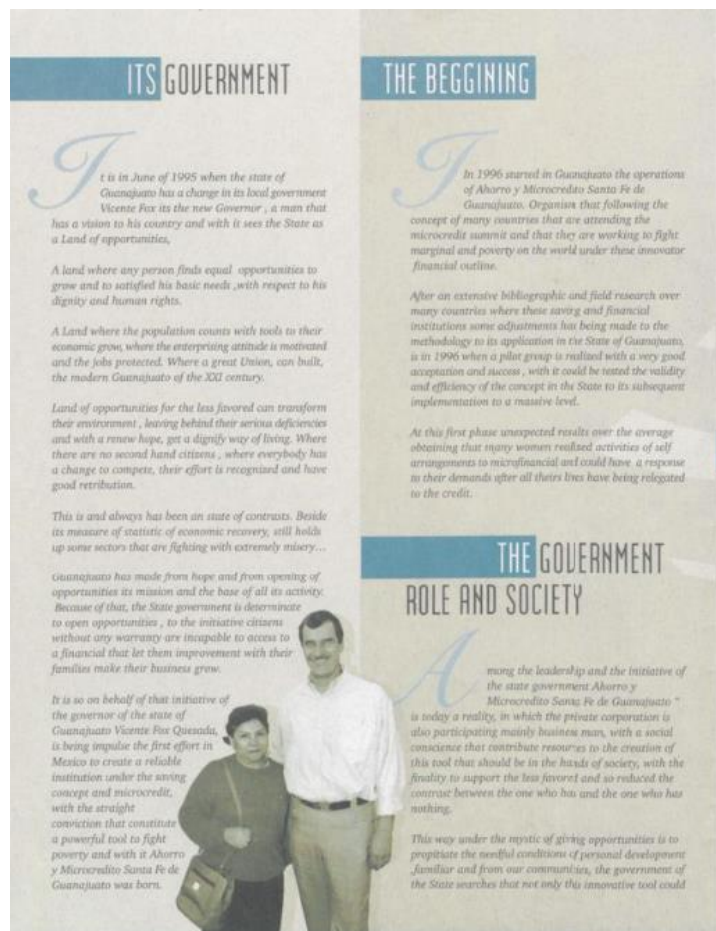 ITS GOVERNMENT
It is in June of 1995 when the state of
Guanajuato has a change in its local government
Vicente Fox its the new Governor , a man that
has a vision to his country and with it sees the State as
a Land of opportunities,
A land where any person finds equal opportunities to
grow and to satisfied his basic needs ,with respect to his
dignity and human rights.
A Land where the population counts with tools to their
economic grow, where the enterprising attitude is motivated
and the jobs protected. Where a great Union, can built,
the modern Guanajuato of the XXI century.
Land of opportunities for the less favored can transform
their environment , leaving behind their serious deficiencies
and with a renew hope, get a dignify way of living. Where
there are no second hand citizens , where everybody has
a change to compete, their effort is recognized and have
good retribution.
This is and always has been an state of contrasts. Beside
its measure of statistic of economic recovery, still holds
up some sectors that are fighting with extremely misery...
Guanajuato has made from hope and from opening of
opportunities its mission and the base of all its activity.
Because of that, the State government is determinate
to open opportunities , to the initiative citizens
without any warranty are incapable to access to
a financial that let them improvement with their
families make their business grow.
It is so on behalf of that initiative of
the governor of the state of
Guanajuato Vicente Fox Quesada,
is being impulse the first effort in
Mexico to create a reliable
institution under the saving
concept and microcredit,
with the straight
conviction that constitute
a powerful tool to fight
poverty and with it Ahorro
y Microcredito Santa Fe de
Guanajuato was born.
THE BEGGINING
In 1996 started in Guanajuato the operations
of Ahorro y Microcredito Santa Fe de
Guanajuato. Organism that following the
concept of many countries that are attending the
microcredit summit and that they are working to fight
marginal and poverty on the world under these innovator
financial outline.
After an extensive bibliographic and field research over
many countries where these saving and financial
institutions some adjustments has being made to the
methodology to its application in the State of Guanajuato,
is in 1996 when a pilot group is realized with a very good
acceptation and success , with it could be tested the validity
and efficiency of the concept in the State to its subsequent
implementation to a massive level.
At this first phase unexpected results over the average
obtaining that many women realized activities of self
arrangements to microfinancial and could have a response
to their demands after all theirs lives have being relegated
to the credit.
THE GOVERNMENT
ROLE AND SOCIETY
Among the leadership and the initiative of
the state government Ahorro y
Microcredito Santa Fe de Guanajuato "
is today a reality, in which the private corporation is
also participating mainly business man, with a social
conscience that contribute resources to the creation of
this tool that should be in the hands of society, with the
finality to support the less favored and so reduced the
contrast between the one who has and the one who has
nothing.
This way under the mystic of giving opportunities is to
propitiate the needful conditions of personal development
,familiar and from our communities, the government of
the State searches that not only this innovative tool could